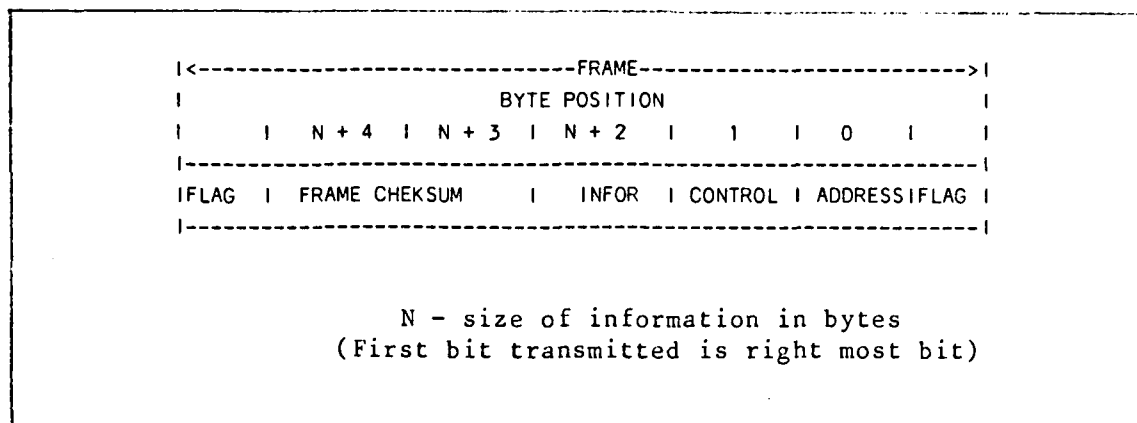 |<------------------------------FRAME-------------------------->|
| BYTE POSITION |
| | N + 4 | N + 3 | N + 2 | 1 | 0 | |
|---------------------------------------------------------------|
|FLAG | FRAME CHEKSUM | INFOR | CONTROL | ADDRESS|FLAG |
|---------------------------------------------------------------|
N - size of information in bytes
(First bit transmitted is right most bit)